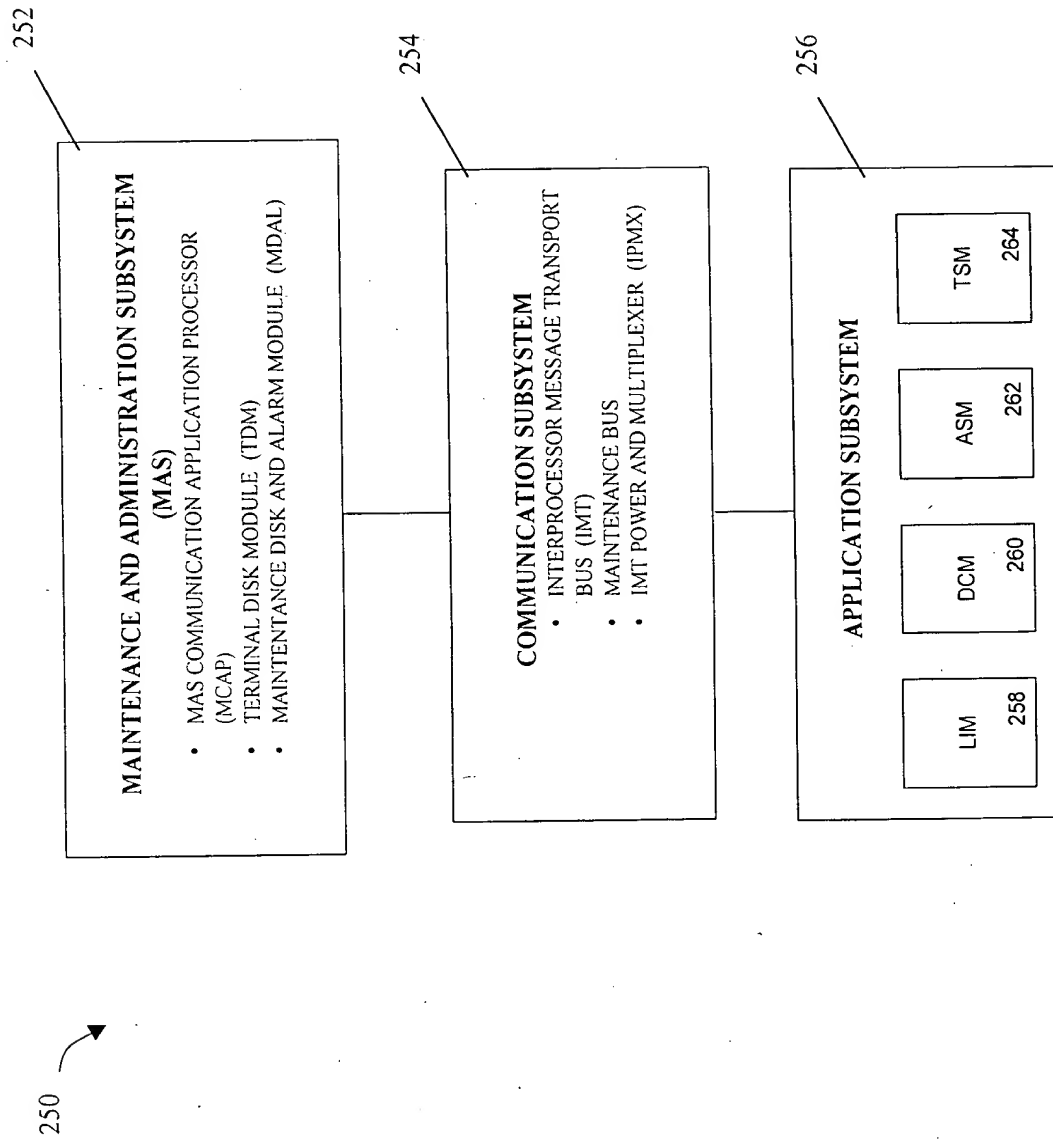 250
252
MAINTENANCE AND ADMINISTRATION SUBSYSTEM
(MAS)
• MAS COMMUNICATION APPLICATION PROCESSOR
(MCAP)
• TERMINAL DISK MODULE (TDM)
• MAINTENTANCE DISK AND ALARM MODULE (MDAL)
254
COMMUNICATION SUBSYSTEM
• INTERPROCESSOR MESSAGE TRANSPORT
BUS (IMT)
• MAINTENANCE BUS
• IMT POWER AND MULTIPLEXER (IPMX)
256
APPLICATION SUBSYSTEM
LIM
258
DCM
260
ASM
262
TSM
264